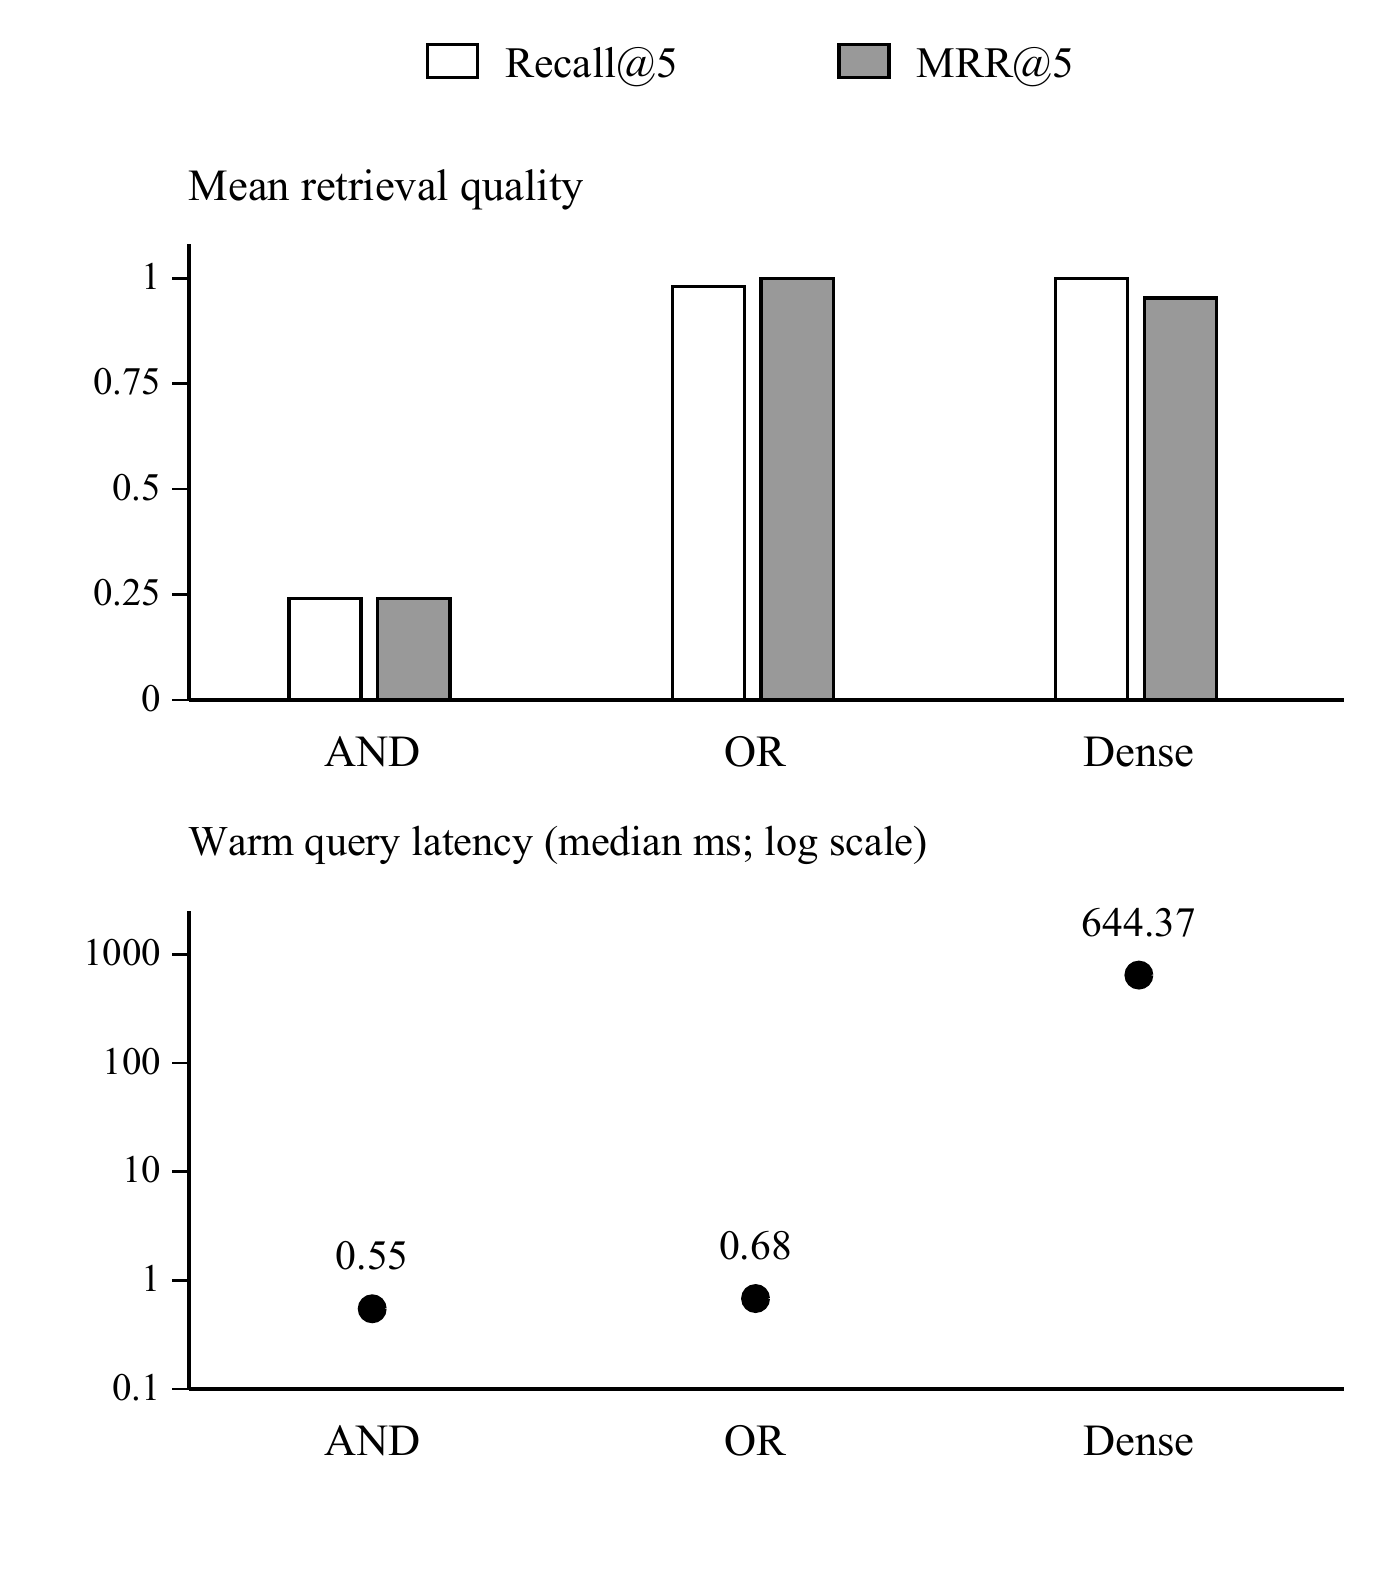 Recall@5 MRR@5
Mean retrieval quality
1
0.75
0.5
0.25
0
AND OR Dense
Warm query latency (median ms; log scale)
644.37
1000
100
10
0.55 0.68
1
0.1
AND OR Dense